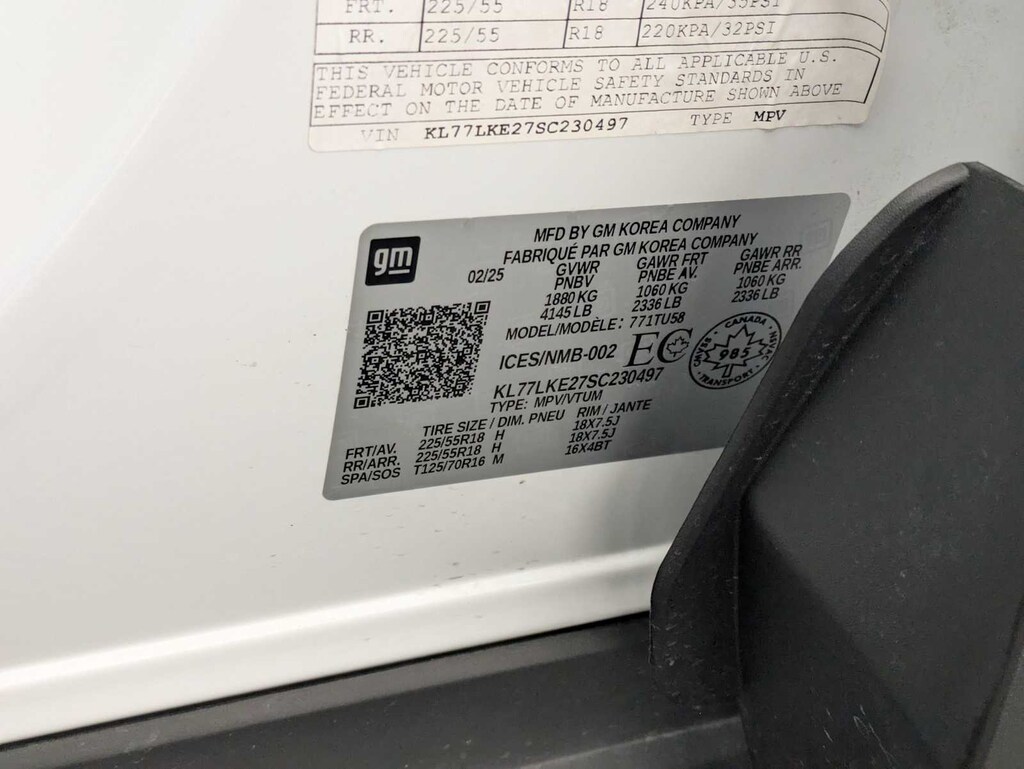 FRT. 225/55 R18 240KPA/35PSI
RR. 225/55 R18 220KPA/32PSI
THIS VEHICLE CONFORMS TO ALL APPLICABLE U.S.
FEDERAL MOTOR VEHICLE SAFETY STANDARDS IN
EFFECT ON THE DATE OF MANUFACTURE SHOWN ABOVE
VIN KL77LKE27SC230497 TYPE MPV
gm
MFD BY GM KOREA COMPANY
FABRIQUÉ PAR GM KOREA COMPANY
02/25 GVWR GAWR FRT GAWR RR
PNBV PNBE AV. PNBE ARR.
1880 KG 1060 KG 1060 KG
4145 LB 2336 LB 2336 LB
MODEL/MODÈLE: 771TU58
ICES/NMB-002 EC
CANADA
985
TRANSPORT
KL77LKE27SC230497
TYPE: MPV/VTUM
TIRE SIZE / DIM. PNEU RIM / JANTE
FRT/AV. 225/55R18 H 18X7.5J
RR/ARR. 225/55R18 H 18X7.5J
SPA/SOS T125/70R16 M 16X4BT